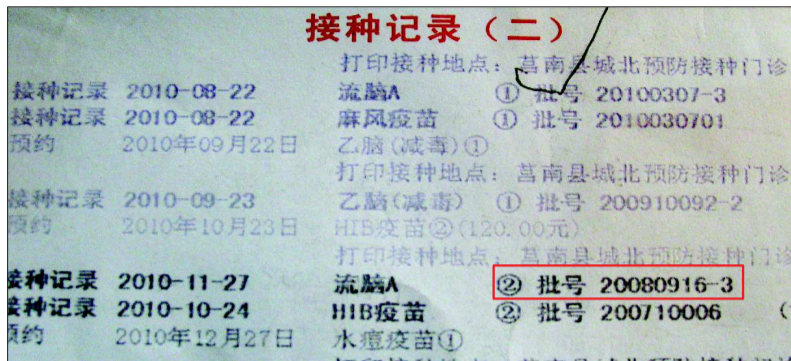 接种记录（二）
打印接种地点：莒南县城北预防接种门诊
接种记录 2010-08-22 流脑A ① 批号 20100307-3
接种记录 2010-08-22 麻风疫苗 ① 批号 2010030701
预约 2010年09月22日 乙脑(减毒)①
打印接种地点：莒南县城北预防接种门诊
接种记录 2010-09-23 乙脑(减毒) ① 批号 200910092-2
预约 2010年10月23日 HIB疫苗②(120.00元)
打印接种地点：莒南县城北预防接种门诊
接种记录 2010-11-27 流脑A ② 批号 20080916-3
接种记录 2010-10-24 HIB疫苗 ② 批号 200710006 (
预约 2010年12月27日 水痘疫苗①